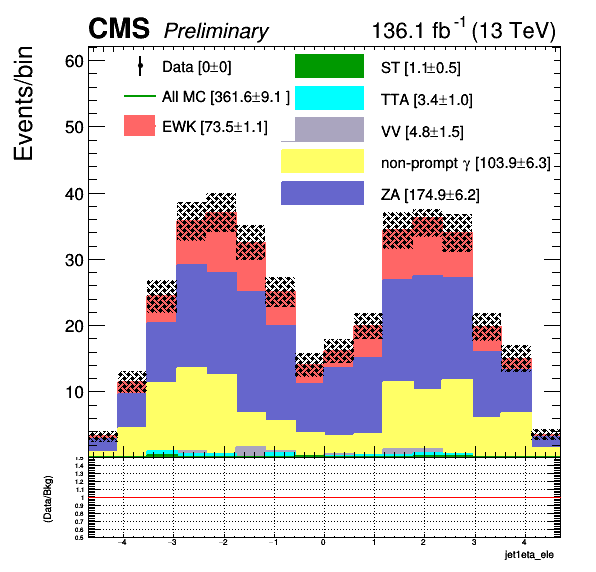 CMS Preliminary 136.1 fb⁻¹ (13 TeV)
Events/bin
60
50
40
30
20
10
Data [0±0]
All MC [361.6±9.1 ]
EWK [73.5±1.1]
ST [1.1±0.5]
TTA [3.4±1.0]
VV [4.8±1.5]
non-prompt γ [103.9±6.3]
ZA [174.9±6.2]
(Data/Bkg)
1.5
1.4
1.3
1.2
1.1
1
0.9
0.8
0.7
0.6
0.5
−4 −3 −2 −1 0 1 2 3 4
jet1eta_ele